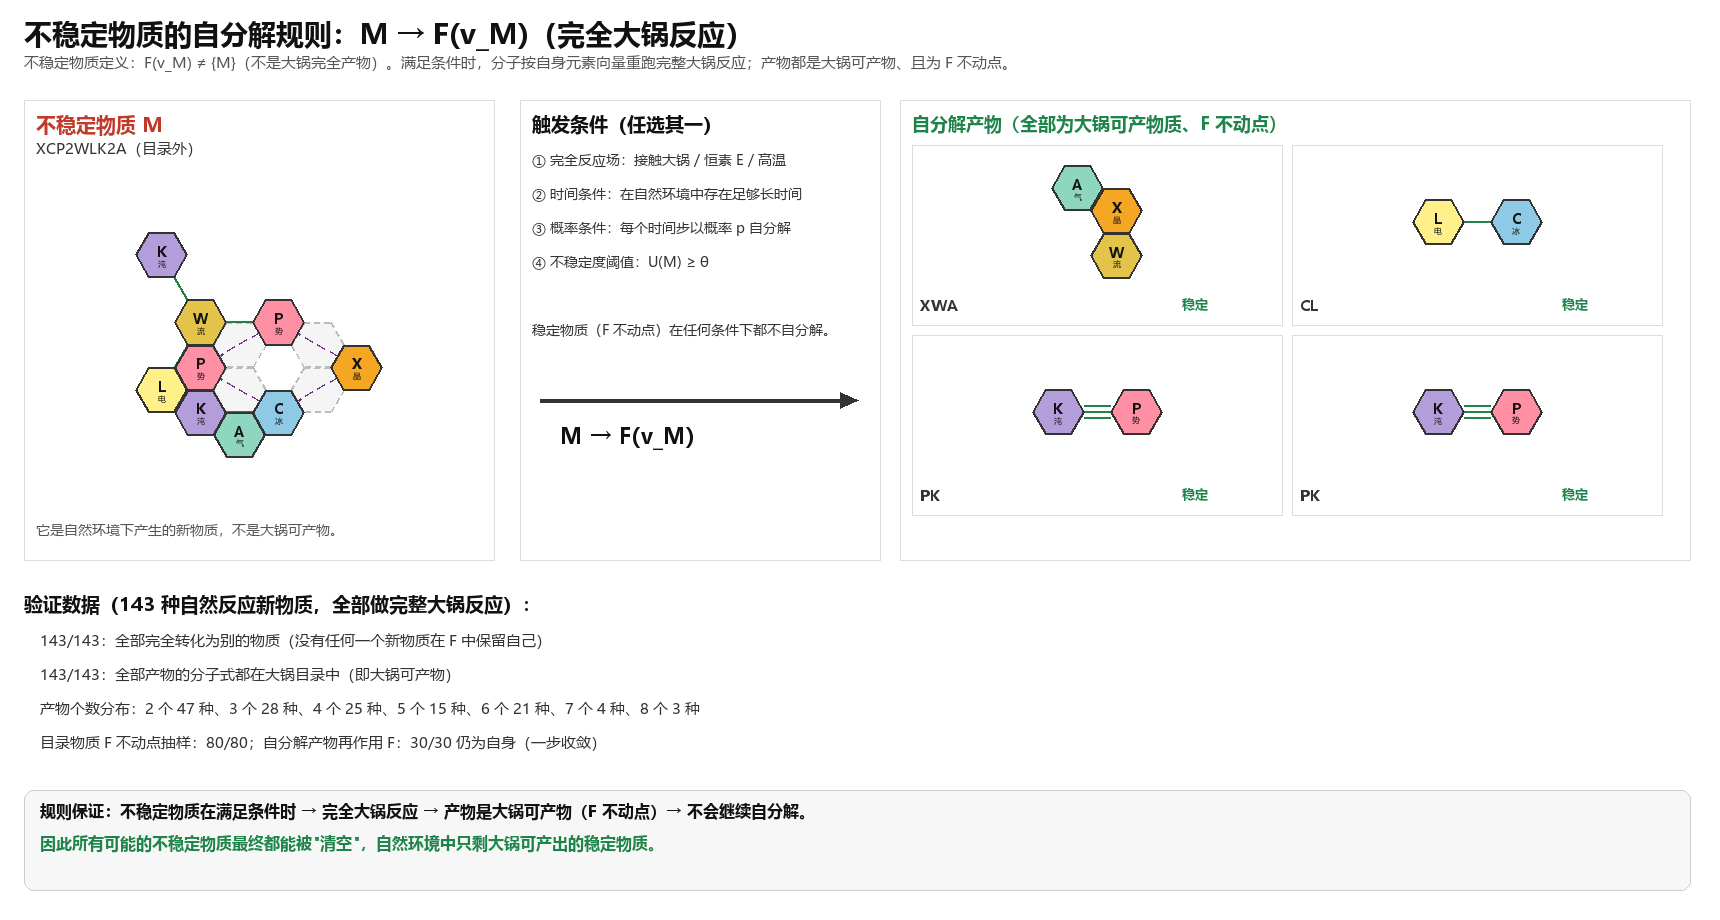 不稳定物质的自分解规则：M → F(v_M)（完全大锅反应）
不稳定物质定义：F(v_M) ≠ {M}（不是大锅完全产物）。满足条件时，分子按自身元素向量重跑完整大锅反应；产物都是大锅可产物、且为 F 不动点。
不稳定物质 M
XCP2WLK2A（目录外）
K
沌
W
流
P
势
P
势
X
晶
L
电
K
沌
C
冰
A
气
它是自然环境下产生的新物质，不是大锅可产物。
触发条件（任选其一）
① 完全反应场：接触大锅 / 恒素 E / 高温
② 时间条件：在自然环境中存在足够长时间
③ 概率条件：每个时间步以概率 p 自分解
④ 不稳定度阈值：U(M) ≥ θ
稳定物质（F 不动点）在任何条件下都不自分解。
M → F(v_M)
自分解产物（全部为大锅可产物质、F 不动点）
A
气
X
晶
W
流
XWA
稳定
L
电
C
冰
CL
稳定
K
沌
P
势
PK
稳定
K
沌
P
势
PK
稳定
验证数据（143 种自然反应新物质，全部做完整大锅反应）:
143/143：全部完全转化为别的物质（没有任何一个新物质在 F 中保留自己）
143/143：全部产物的分子式都在大锅目录中（即大锅可产物）
产物个数分布：2 个 47 种、3 个 28 种、4 个 25 种、5 个 15 种、6 个 21 种、7 个 4 种、8 个 3 种
目录物质 F 不动点抽样：80/80；自分解产物再作用 F：30/30 仍为自身（一步收敛）
规则保证：不稳定物质在满足条件时 → 完全大锅反应 → 产物是大锅可产物（F 不动点）→ 不会继续自分解。
因此所有可能的不稳定物质最终都能被"清空"，自然环境中只剩大锅可产出的稳定物质。